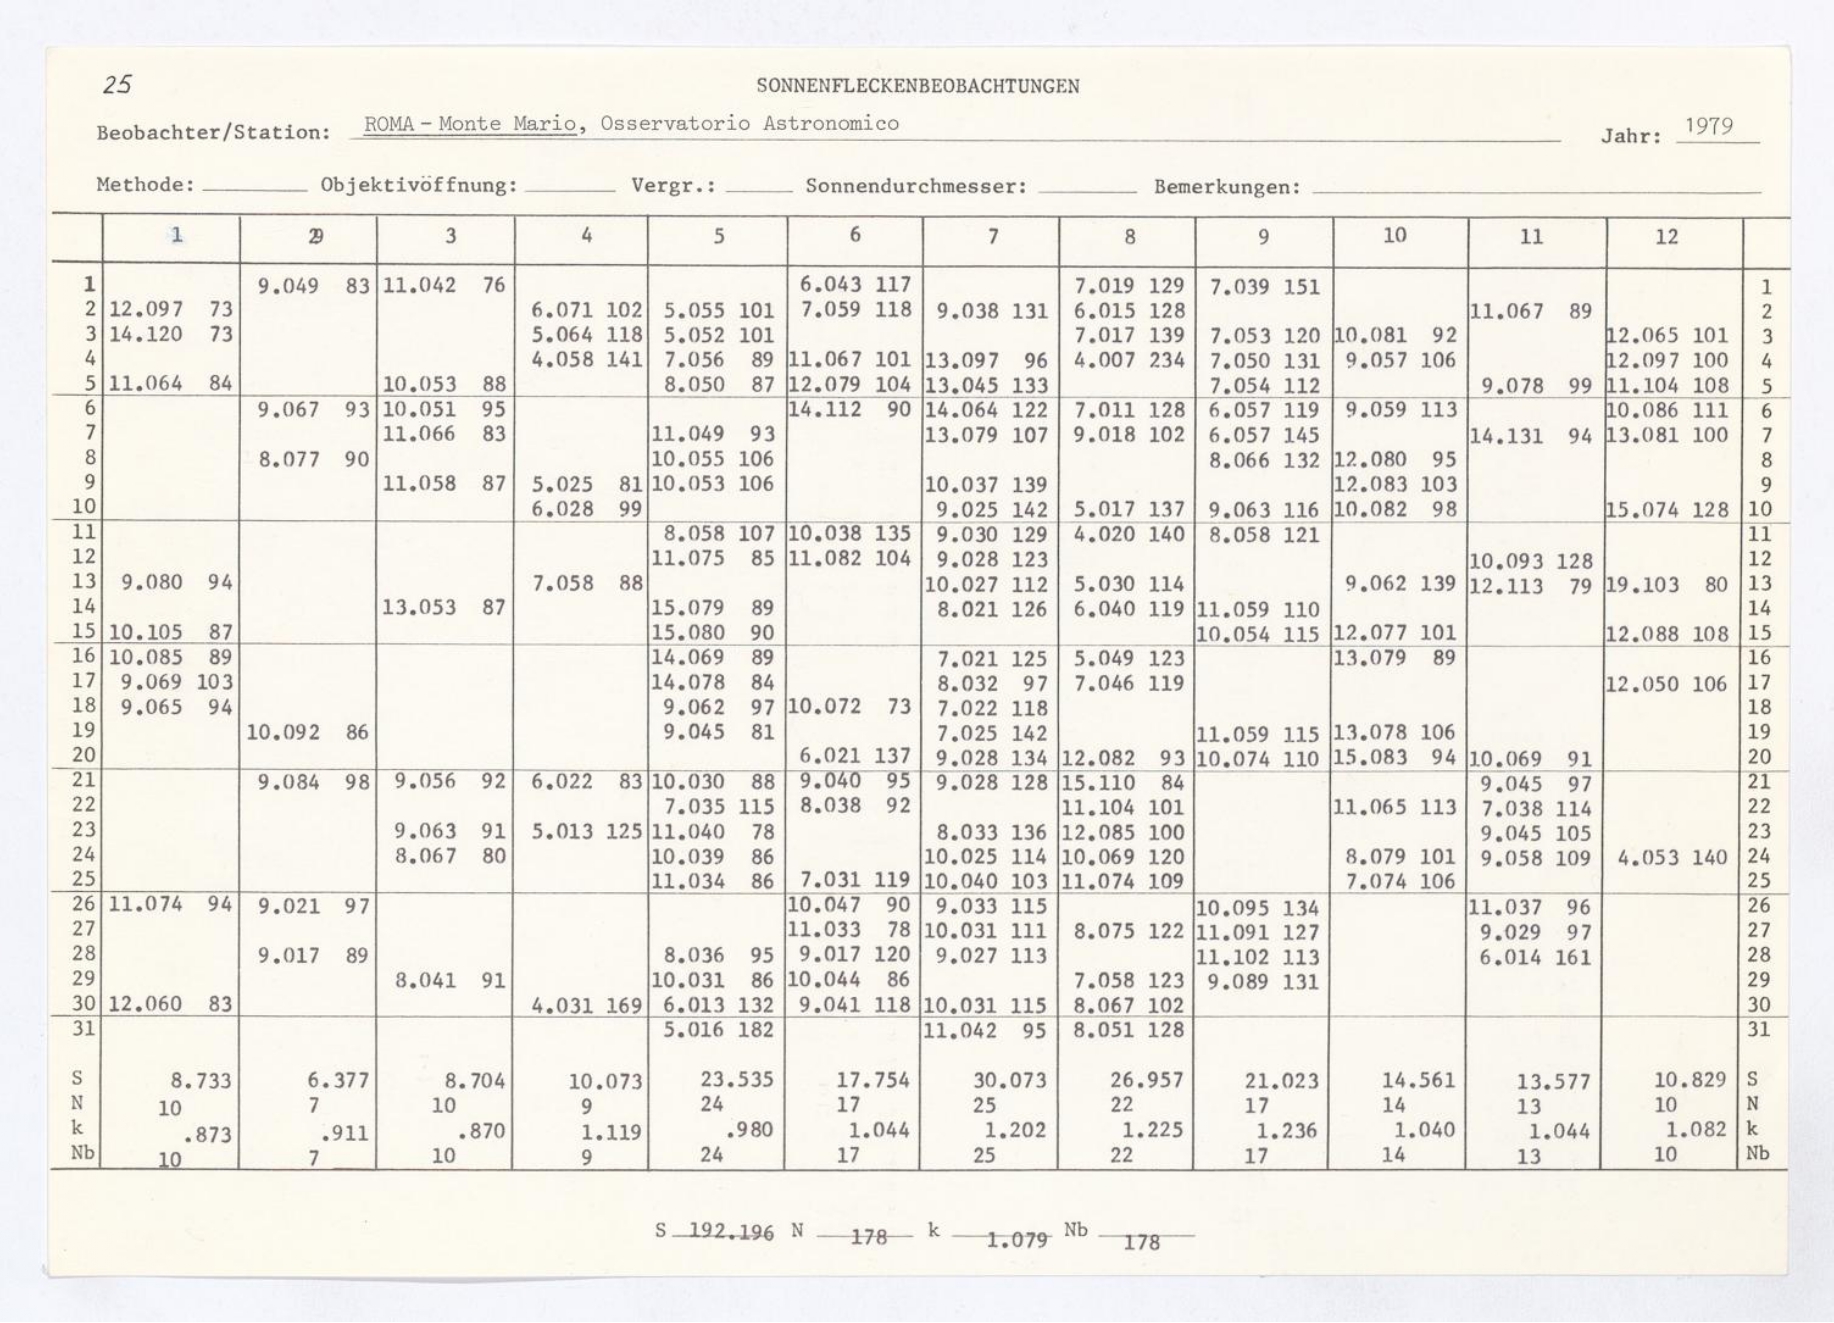 25
SONNENFLECKENBEOBACHTUNGEN
Beobachter/Station: ROMA - Monte Mario, Osservatorio Astronomico Jahr: 1979
Methode: Objektivöffnung: Vergr.: Sonnendurchmesser: Bemerkungen:
1 29 3 4 5 6 7 8 9 10 11 12
1 9.049 83 11.042 76 6.043 117 7.019 129 7.039 151 1
2 12.097 73 6.071 102 5.055 101 7.059 118 9.038 131 6.015 128 11.067 89 2
3 14.120 73 5.064 118 5.052 101 7.017 139 7.053 120 10.081 92 12.065 101 3
4 4.058 141 7.056 89 11.067 101 13.097 96 4.007 234 7.050 131 9.057 106 12.097 100 4
5 11.064 84 10.053 88 8.050 87 12.079 104 13.045 133 7.054 112 9.078 99 11.104 108 5
6 9.067 93 10.051 95 14.112 90 14.064 122 7.011 128 6.057 119 9.059 113 10.086 111 6
7 11.066 83 11.049 93 13.079 107 9.018 102 6.057 145 14.131 94 13.081 100 7
8 8.077 90 10.055 106 8.066 132 12.080 95 8
9 11.058 87 5.025 81 10.053 106 10.037 139 12.083 103 9
10 6.028 99 9.025 142 5.017 137 9.063 116 10.082 98 15.074 128 10
11 8.058 107 10.038 135 9.030 129 4.020 140 8.058 121 11
12 11.075 85 11.082 104 9.028 123 10.093 128 12
13 9.080 94 7.058 88 10.027 112 5.030 114 9.062 139 12.113 79 19.103 80 13
14 13.053 87 15.079 89 8.021 126 6.040 119 11.059 110 14
15 10.105 87 15.080 90 10.054 115 12.077 101 12.088 108 15
16 10.085 89 14.069 89 7.021 125 5.049 123 13.079 89 16
17 9.069 103 14.078 84 8.032 97 7.046 119 12.050 106 17
18 9.065 94 9.062 97 10.072 73 7.022 118 18
19 10.092 86 9.045 81 7.025 142 11.059 115 13.078 106 19
20 6.021 137 9.028 134 12.082 93 10.074 110 15.083 94 10.069 91 20
21 9.084 98 9.056 92 6.022 83 10.030 88 9.040 95 9.028 128 15.110 84 9.045 97 21
22 7.035 115 8.038 92 11.104 101 11.065 113 7.038 114 22
23 9.063 91 5.013 125 11.040 78 8.033 136 12.085 100 9.045 105 23
24 8.067 80 10.039 86 10.025 114 10.069 120 8.079 101 9.058 109 4.053 140 24
25 11.034 86 7.031 119 10.040 103 11.074 109 7.074 106 25
26 11.074 94 9.021 97 10.047 90 9.033 115 10.095 134 11.037 96 26
27 11.033 78 10.031 111 8.075 122 11.091 127 9.029 97 27
28 9.017 89 8.036 95 9.017 120 9.027 113 11.102 113 6.014 161 28
29 8.041 91 10.031 86 10.044 86 7.058 123 9.089 131 29
30 12.060 83 4.031 169 6.013 132 9.041 118 10.031 115 8.067 102 30
31 5.016 182 11.042 95 8.051 128 31
S 8.733 6.377 8.704 10.073 23.535 17.754 30.073 26.957 21.023 14.561 13.577 10.829 S
N 10 7 10 9 24 17 25 22 17 14 13 10 N
k .873 .911 .870 1.119 .980 1.044 1.202 1.225 1.236 1.040 1.044 1.082 k
Nb 10 7 10 9 24 17 25 22 17 14 13 10 Nb
S 192.196 N 178 k 1.079 Nb 178